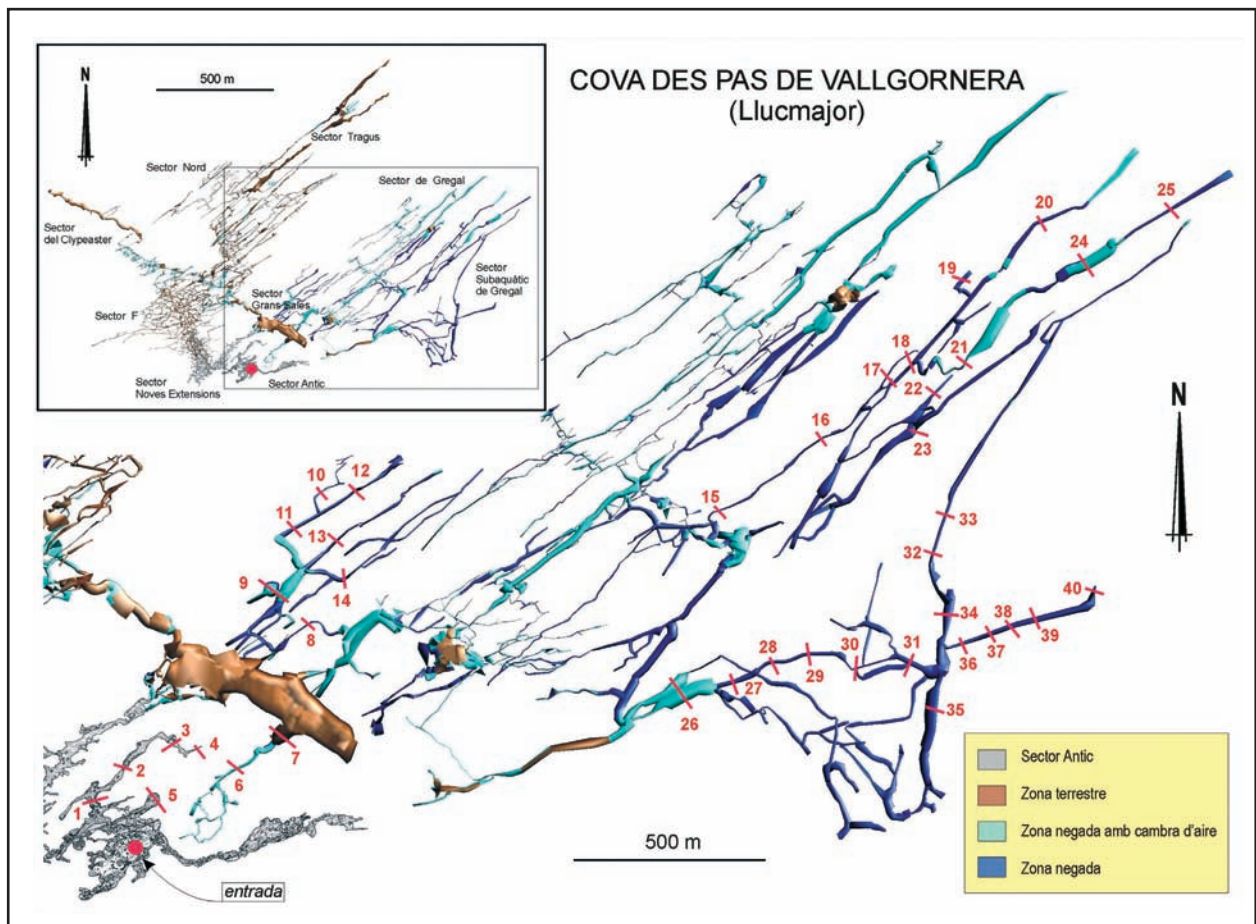 COVA DES PAS DE VALLGORNERA
(Llucmajor)
N
500 m
Sector Tragus
Sector Nord
Sector de Gregal
Sector
del Clypeaster
Sector
Subaquàtic
de Gregal
Sector
Grans Sales
Sector F
Sector Antic
Sector
Noves Extensions
25
20
24
19
18
21
17
22
16
23
10
12
15
11
13
33
32
9
14
40
34
38
8
39
28
30
31
37
29
36
27
26
35
3
4
7
2
6
5
1
N
500 m
entrada
Sector Antic
Zona terrestre
Zona negada amb cambra d'aire
Zona negada